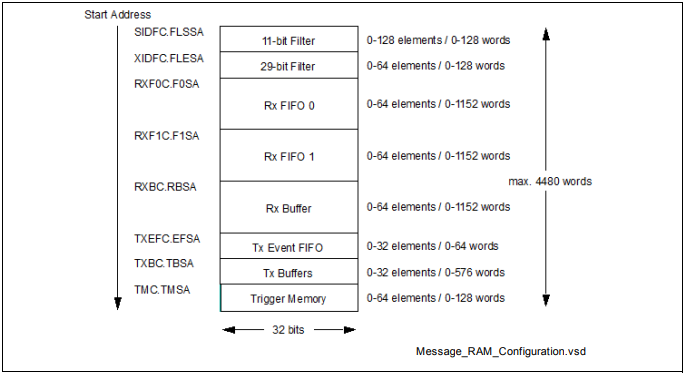 Start Address
SIDFC.FLSSA 11-bit Filter 0-128 elements / 0-128 words
XIDFC.FLESA 29-bit Filter 0-64 elements / 0-128 words
RXF0C.F0SA Rx FIFO 0 0-64 elements / 0-1152 words
RXF1C.F1SA Rx FIFO 1 0-64 elements / 0-1152 words
max. 4480 words
RXBC.RBSA Rx Buffer 0-64 elements / 0-1152 words
TXEFC.EFSA Tx Event FIFO 0-32 elements / 0-64 words
TXBC.TBSA Tx Buffers 0-32 elements / 0-576 words
TMC.TMSA Trigger Memory 0-64 elements / 0-128 words
32 bits
Message_RAM_Configuration.vsd